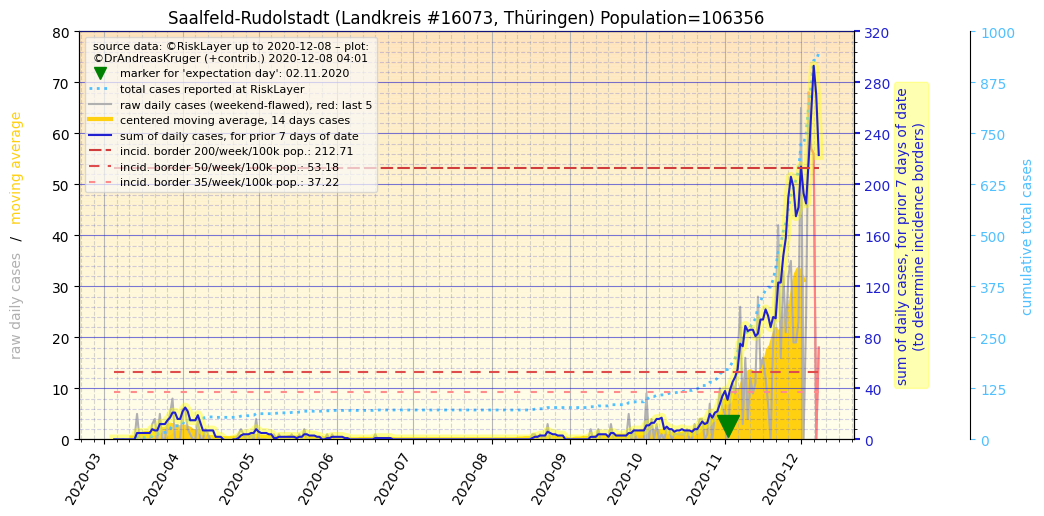 Saalfeld-Rudolstadt (Landkreis #16073, Thüringen) Population=106356
source data: ©RiskLayer up to 2020-12-08 – plot:
©DrAndreasKruger (+contrib.) 2020-12-08 04:01
marker for 'expectation day': 02.11.2020
total cases reported at RiskLayer
raw daily cases (weekend-flawed), red: last 5
centered moving average, 14 days cases
sum of daily cases, for prior 7 days of date
incid. border 200/week/100k pop.: 212.71
incid. border 50/week/100k pop.: 53.18
incid. border 35/week/100k pop.: 37.22
raw daily cases / moving average
80
70
60
50
40
30
20
10
0
320
280
240
200
160
120
80
40
0
sum of daily cases, for prior 7 days of date
(to determine incidence borders)
1000
875
750
625
500
375
250
125
0
cumulative total cases
2020-03
2020-04
2020-05
2020-06
2020-07
2020-08
2020-09
2020-10
2020-11
2020-12